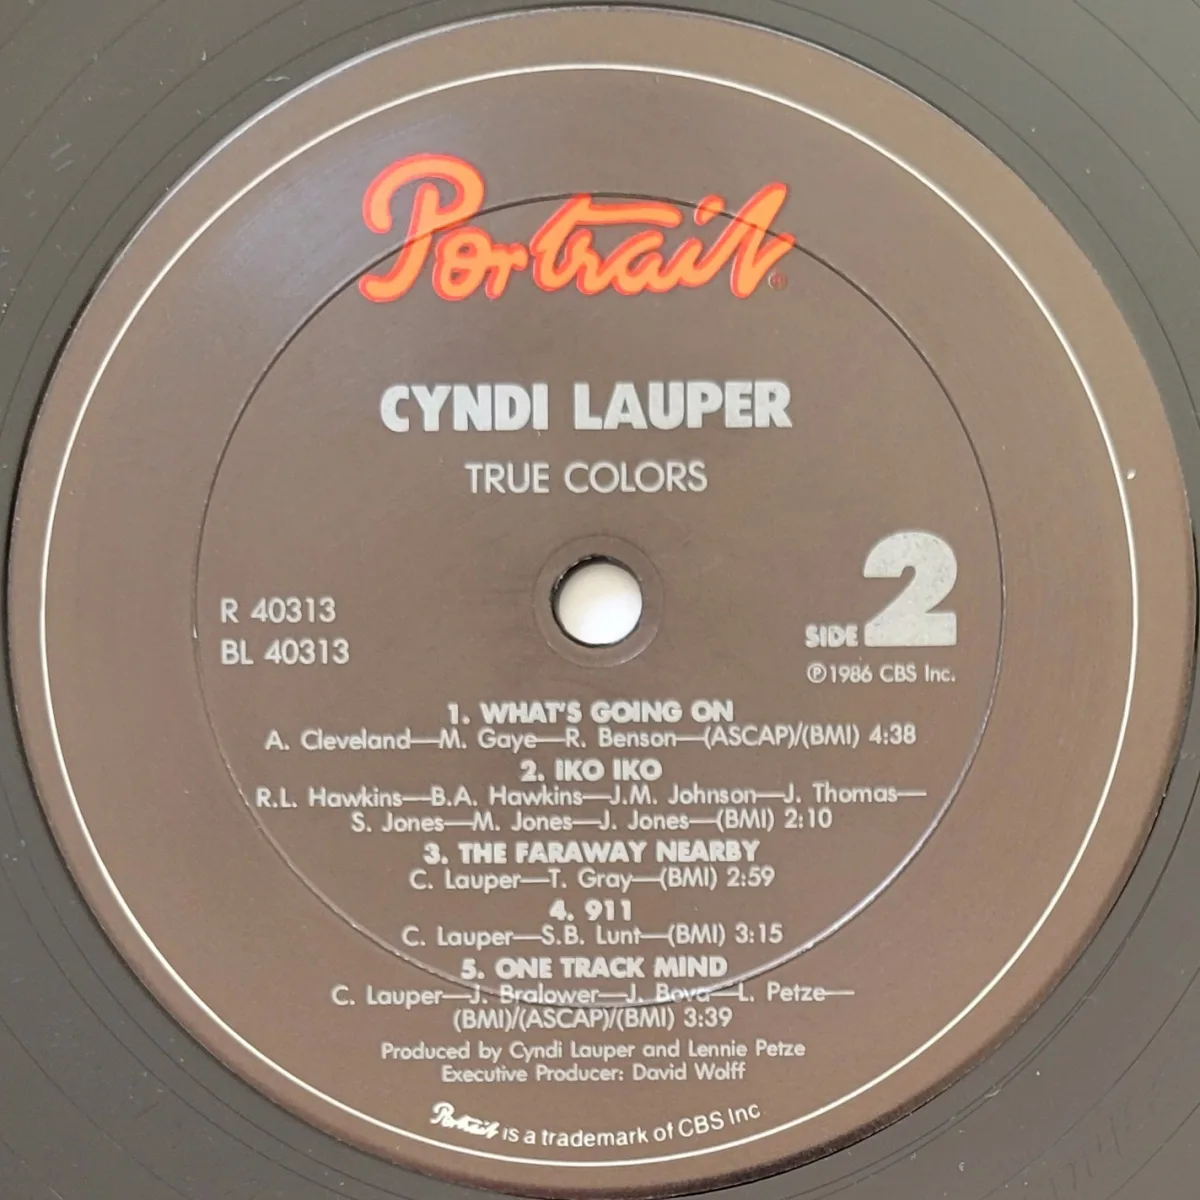 Portrait
CYNDI LAUPER
TRUE COLORS
R 40313
BL 40313
SIDE 2
Ⓟ1986 CBS Inc.
1. WHAT'S GOING ON
A. Cleveland—M. Gaye—R. Benson—(ASCAP)/(BMI) 4:38
2. IKO IKO
R.L. Hawkins—B.A. Hawkins—J.M. Johnson—J. Thomas—
S. Jones—M. Jones—J. Jones—(BMI) 2:10
3. THE FARAWAY NEARBY
C. Lauper—T. Gray—(BMI) 2:59
4. 911
C. Lauper—S.B. Lunt—(BMI) 3:15
5. ONE TRACK MIND
C. Lauper—J. Bralower—J. Bova—L. Petze—
(BMI)/(ASCAP)/(BMI) 3:39
Produced by Cyndi Lauper and Lennie Petze
Executive Producer: David Wolff
Portrait is a trademark of CBS Inc